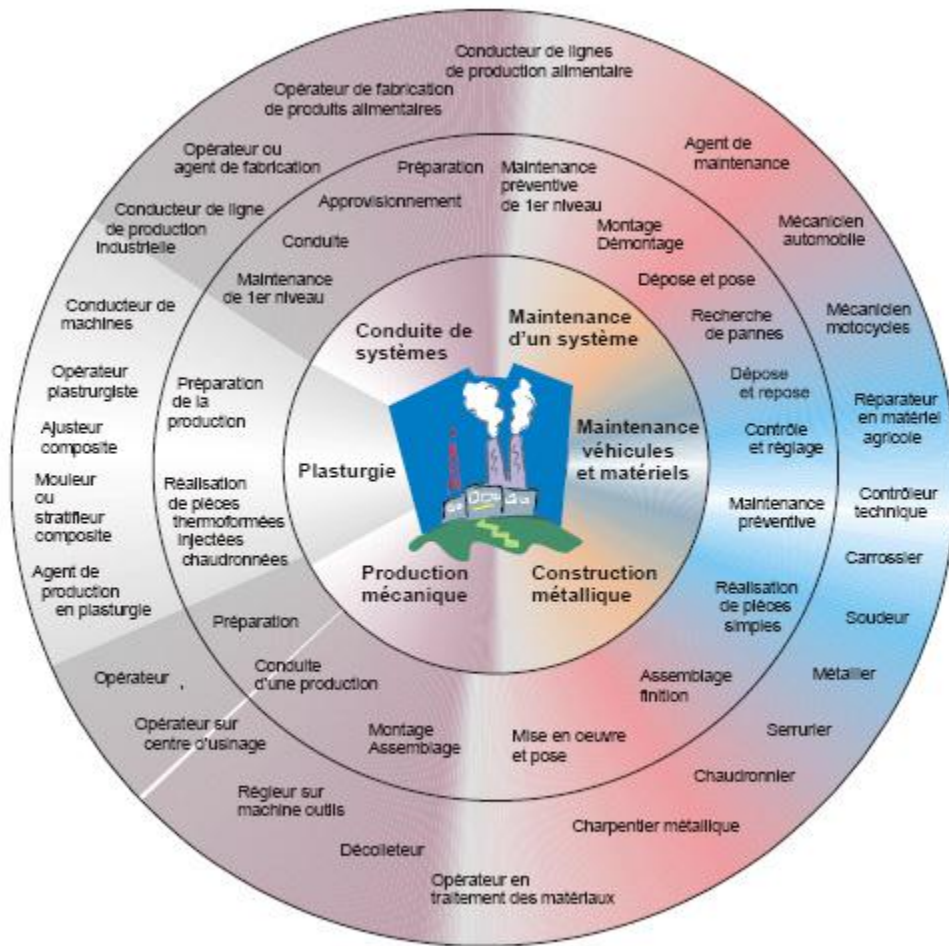 Conducteur de lignes
de production alimentaire
Opérateur de fabrication
de produits alimentaires
Opérateur ou
agent de fabrication
Conducteur de ligne
de production
industrielle
Conducteur de
machines
Opérateur
plastrurgiste
Ajusteur
composite
Mouleur
ou
stratifieur
composite
Agent de
production
en plasturgie
Opérateur
Opérateur sur
centre d'usinage
Régleur sur
machine outils
Décolleteur
Opérateur en
traitement des matériaux
Charpentier métallique
Chaudronnier
Serrurier
Métallier
Soudeur
Carrossier
Contrôleur
technique
Réparateur
en matériel
agricole
Mécanicien
motocycles
Mécanicien
automobile
Agent de
maintenance
Préparation
Approvisionnement
Conduite
Maintenance
de 1er niveau
Préparation
de la
production
Réalisation
de pièces
thermoformées
injectées
chaudronnées
Préparation
Conduite
d'une production
Montage
Assemblage
Mise en oeuvre
et pose
Assemblage
finition
Réalisation
de pièces
simples
Maintenance
préventive
Contrôle
et réglage
Dépose
et repose
Recherche
de pannes
Dépose et pose
Montage
Démontage
Maintenance
préventive
de 1er niveau
Conduite de
systèmes
Maintenance
d'un système
Maintenance
véhicules
et matériels
Construction
métallique
Production
mécanique
Plasturgie